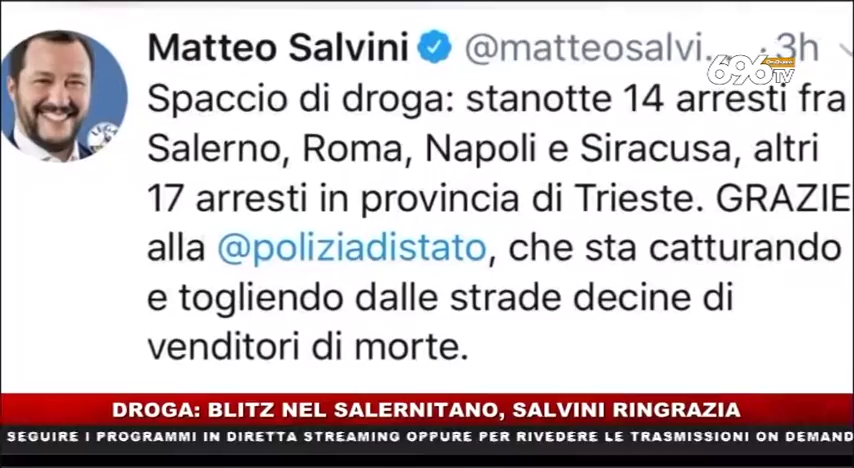 Matteo Salvini @matteosalvi... · 3h
696 TV
Spaccio di droga: stanotte 14 arresti fra
Salerno, Roma, Napoli e Siracusa, altri
17 arresti in provincia di Trieste. GRAZIE
alla @poliziadistato, che sta catturando
e togliendo dalle strade decine di
venditori di morte.
DROGA: BLITZ NEL SALERNITANO, SALVINI RINGRAZIA
SEGUIRE I PROGRAMMI IN DIRETTA STREAMING OPPURE PER RIVEDERE LE TRASMISSIONI ON DEMAND